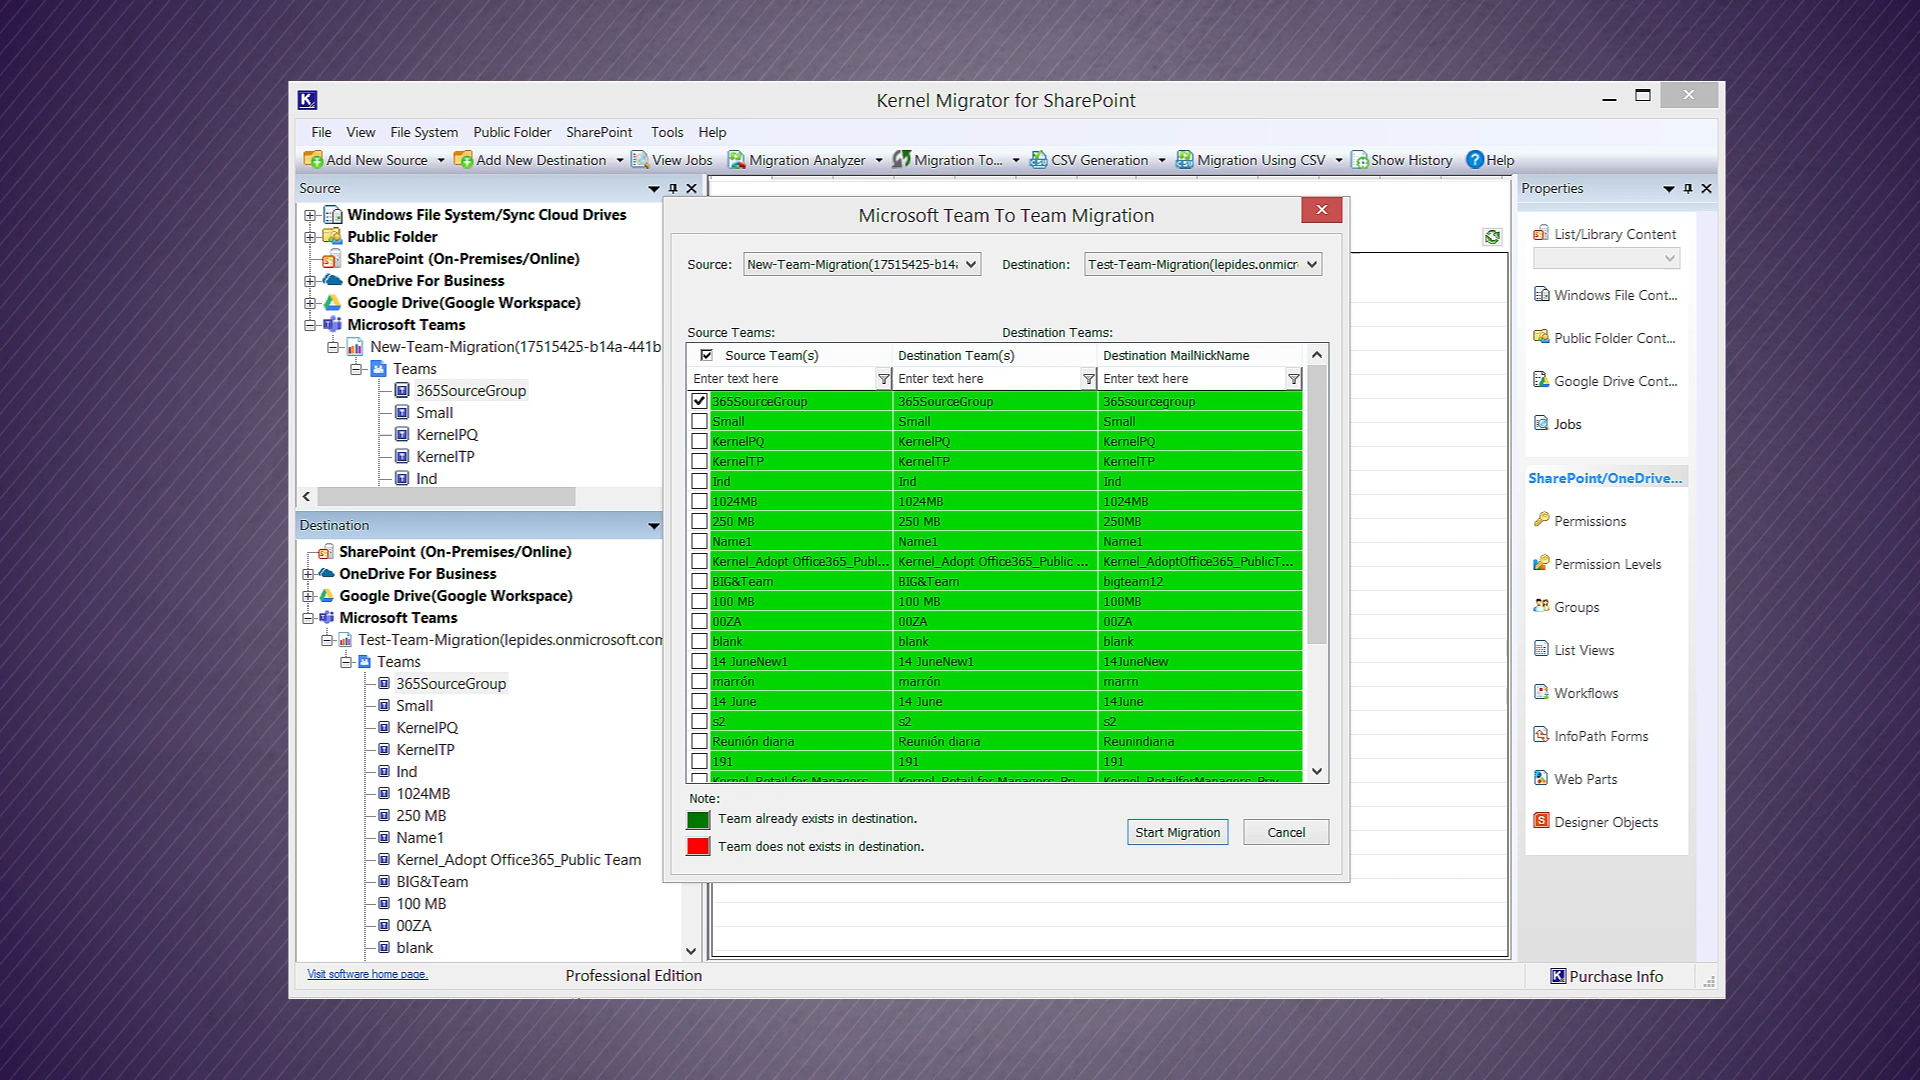 Kernel Migrator for SharePoint
File View File System Public Folder SharePoint Tools Help
Add New Source Add New Destination View Jobs Migration Analyzer Migration To... CSV Generation Migration Using CSV Show History Help
Source
Windows File System/Sync Cloud Drives
Public Folder
SharePoint (On-Premises/Online)
OneDrive For Business
Google Drive(Google Workspace)
Microsoft Teams
New-Team-Migration(17515425-b14a-441b
Teams
365SourceGroup
Small
KernelPQ
KernelTP
Ind
Destination
SharePoint (On-Premises/Online)
OneDrive For Business
Google Drive(Google Workspace)
Microsoft Teams
Test-Team-Migration(lepides.onmicrosoft.com
Teams
365SourceGroup
Small
KernelPQ
KernelTP
Ind
1024MB
250 MB
Name1
Kernel_Adopt Office365_Public Team
BIG&Team
100 MB
00ZA
blank
Microsoft Team To Team Migration
Source: New-Team-Migration(17515425-b14a Destination: Test-Team-Migration(lepides.onmicr
Source Teams: Destination Teams:
Source Team(s) Destination Team(s) Destination MailNickName
Enter text here Enter text here Enter text here
365SourceGroup 365SourceGroup 365sourcegroup
Small Small Small
KernelPQ KernelPQ KernelPQ
KernelTP KernelTP KernelTP
Ind Ind Ind
1024MB 1024MB 1024MB
250 MB 250 MB 250MB
Name1 Name1 Name1
Kernel_Adopt Office365_Publ... Kernel_Adopt Office365_Public ... Kernel_AdoptOffice365_PublicT...
BIG&Team BIG&Team bigteam12
100 MB 100 MB 100MB
00ZA 00ZA 00ZA
blank blank blank
14 JuneNew1 14 JuneNew1 14JuneNew
marrón marrón marrn
14 June 14 June 14June
s2 s2 s2
Reunión diaria Reunión diaria Reunindiaria
191 191 191
Kernel_Retail for Managers Kernel_Retail for Managers_Pri Kernel_RetailforManagers_Priv
Note:
Team already exists in destination.
Team does not exists in destination.
Start Migration Cancel
Properties
List/Library Content
Windows File Cont...
Public Folder Cont...
Google Drive Cont...
Jobs
SharePoint/OneDrive...
Permissions
Permission Levels
Groups
List Views
Workflows
InfoPath Forms
Web Parts
Designer Objects
Visit software home page.
Professional Edition
Purchase Info